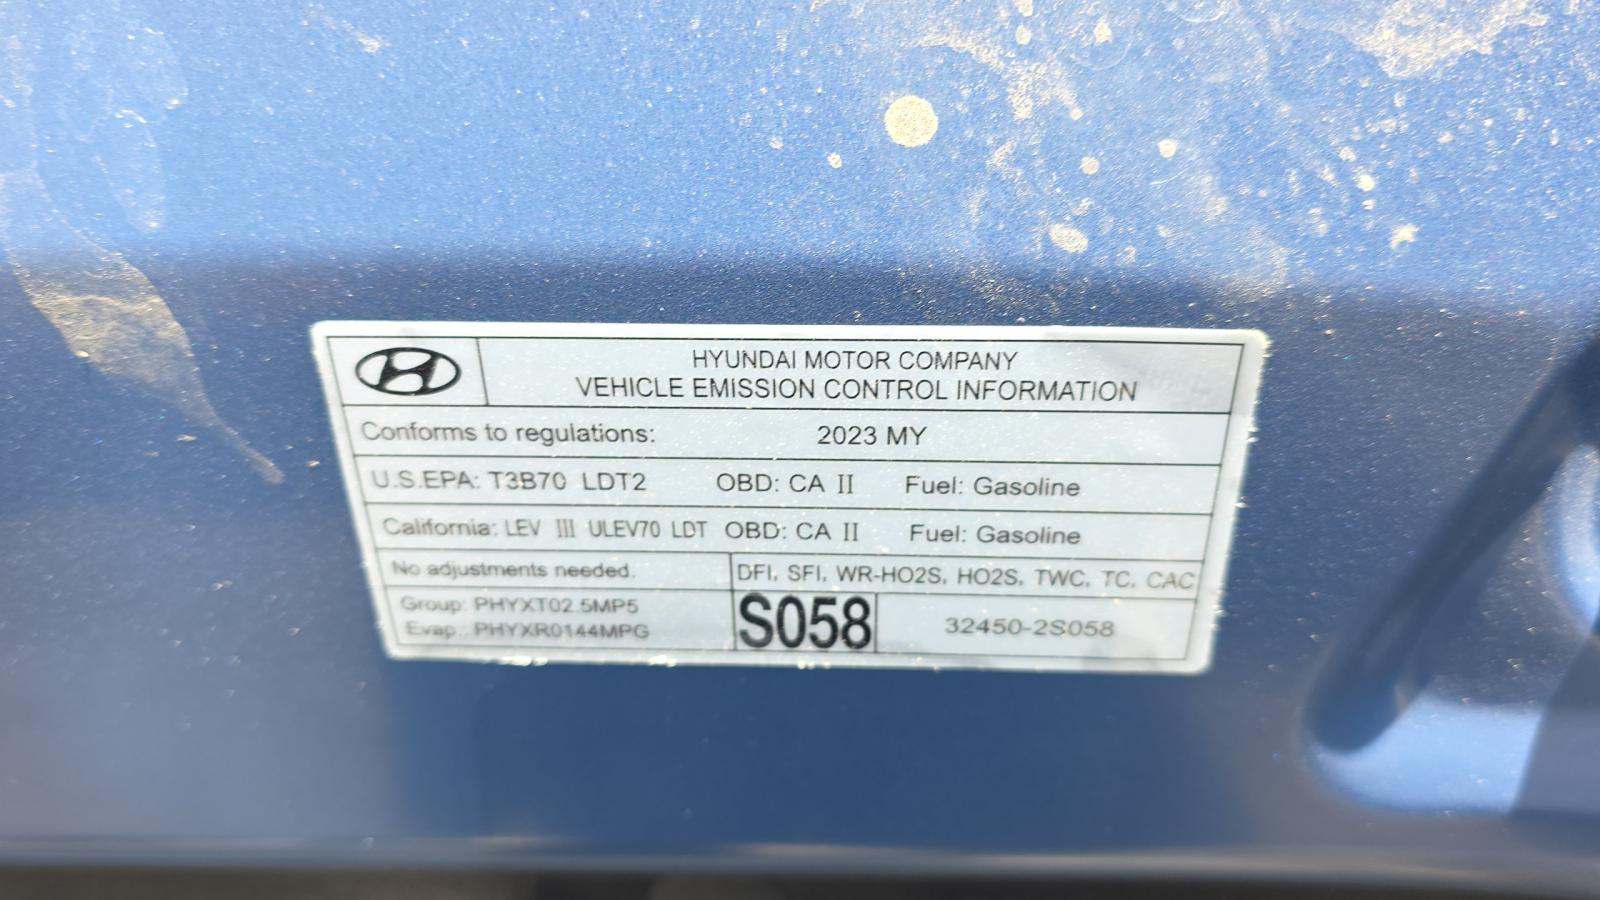 HYUNDAI MOTOR COMPANY
VEHICLE EMISSION CONTROL INFORMATION
Conforms to regulations: 2023 MY
U.S.EPA: T3B70 LDT2 OBD: CA II Fuel: Gasoline
California: LEV III ULEV70 LDT OBD: CA II Fuel: Gasoline
No adjustments needed. DFI, SFI, WR-HO2S, HO2S, TWC, TC, CAC
Group: PHYXT02.5MP5
Evap.: PHYXR0144MPG
S058 32450-2S058